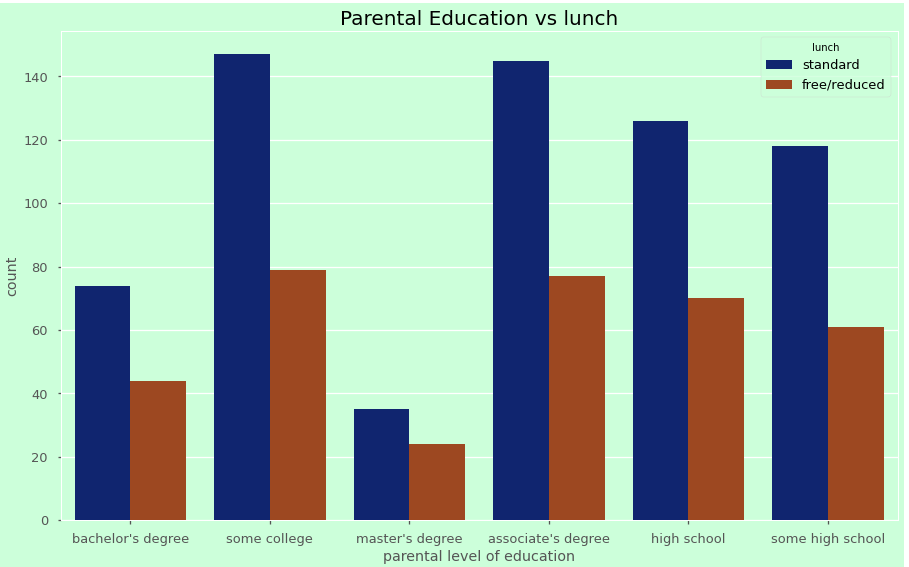 Parental Education vs lunch
lunch
standard
free/reduced
140
120
100
80
60
40
20
0
count
bachelor's degree some college master's degree associate's degree high school some high school
parental level of education